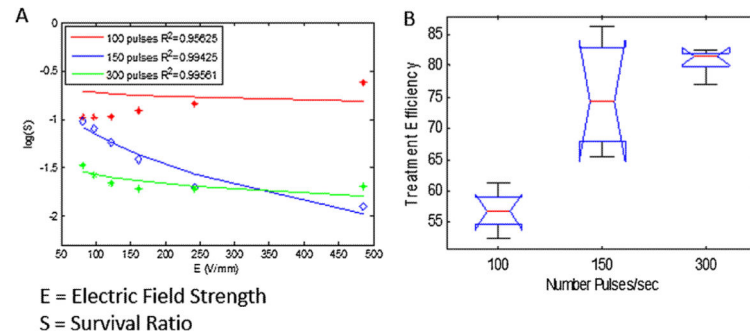 A
100 pulses R²=0.95625
150 pulses R²=0.99425
300 pulses R²=0.99561
0
-0.5
-1
-1.5
-2
log(S)
50 100 150 200 250 300 350 400 450 500
E (V/mm)
E = Electric Field Strength
S = Survival Ratio
B
85
80
75
70
65
60
55
Treatment Efficiency
100 150 300
Number Pulses/sec